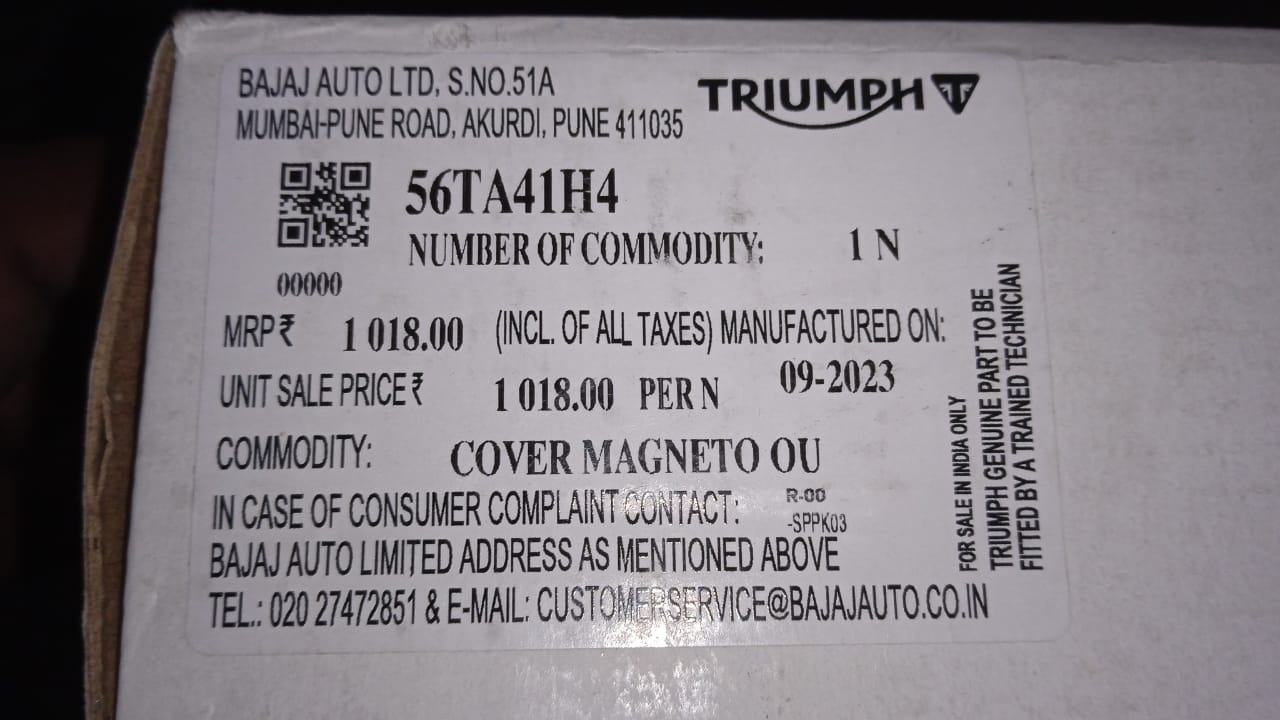 BAJAJ AUTO LTD, S.NO.51A
MUMBAI-PUNE ROAD, AKURDI, PUNE 411035
TRIUMPH
56TA41H4
NUMBER OF COMMODITY: 1 N
00000
MRP ₹ 1 018.00 (INCL. OF ALL TAXES) MANUFACTURED ON:
UNIT SALE PRICE ₹ 1 018.00 PER N 09-2023
COMMODITY: COVER MAGNETO OU
IN CASE OF CONSUMER COMPLAINT CONTACT: R-00
-SPPK03
BAJAJ AUTO LIMITED ADDRESS AS MENTIONED ABOVE
TEL.: 020 27472851 & E-MAIL: CUSTOMERSERVICE@BAJAJAUTO.CO.IN
FOR SALE IN INDIA ONLY
TRIUMPH GENUINE PART TO BE
FITTED BY A TRAINED TECHNICIAN